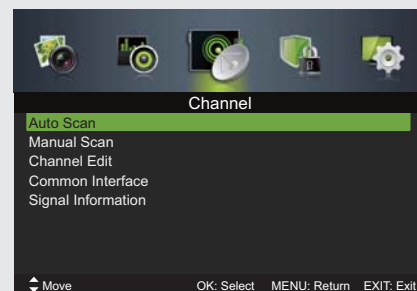 Channel
Auto Scan
Manual Scan
Channel Edit
Common Interface
Signal Information
Move OK: Select MENU: Return EXIT: Exit